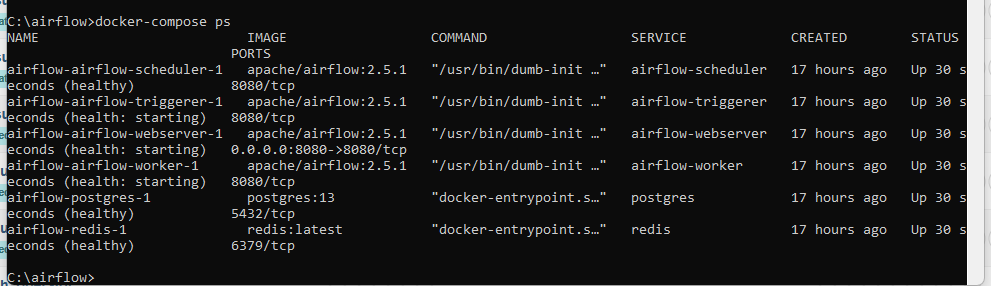 C:\airflow>docker-compose ps
NAME IMAGE COMMAND SERVICE CREATED STATUS
PORTS
airflow-airflow-scheduler-1 apache/airflow:2.5.1 "/usr/bin/dumb-init …" airflow-scheduler 17 hours ago Up 30 s
econds (healthy) 8080/tcp
airflow-airflow-triggerer-1 apache/airflow:2.5.1 "/usr/bin/dumb-init …" airflow-triggerer 17 hours ago Up 30 s
econds (health: starting) 8080/tcp
airflow-airflow-webserver-1 apache/airflow:2.5.1 "/usr/bin/dumb-init …" airflow-webserver 17 hours ago Up 30 s
econds (health: starting) 0.0.0.0:8080->8080/tcp
airflow-airflow-worker-1 apache/airflow:2.5.1 "/usr/bin/dumb-init …" airflow-worker 17 hours ago Up 30 s
econds (health: starting) 8080/tcp
airflow-postgres-1 postgres:13 "docker-entrypoint.s…" postgres 17 hours ago Up 30 s
econds (healthy) 5432/tcp
airflow-redis-1 redis:latest "docker-entrypoint.s…" redis 17 hours ago Up 30 s
econds (healthy) 6379/tcp
C:\airflow>